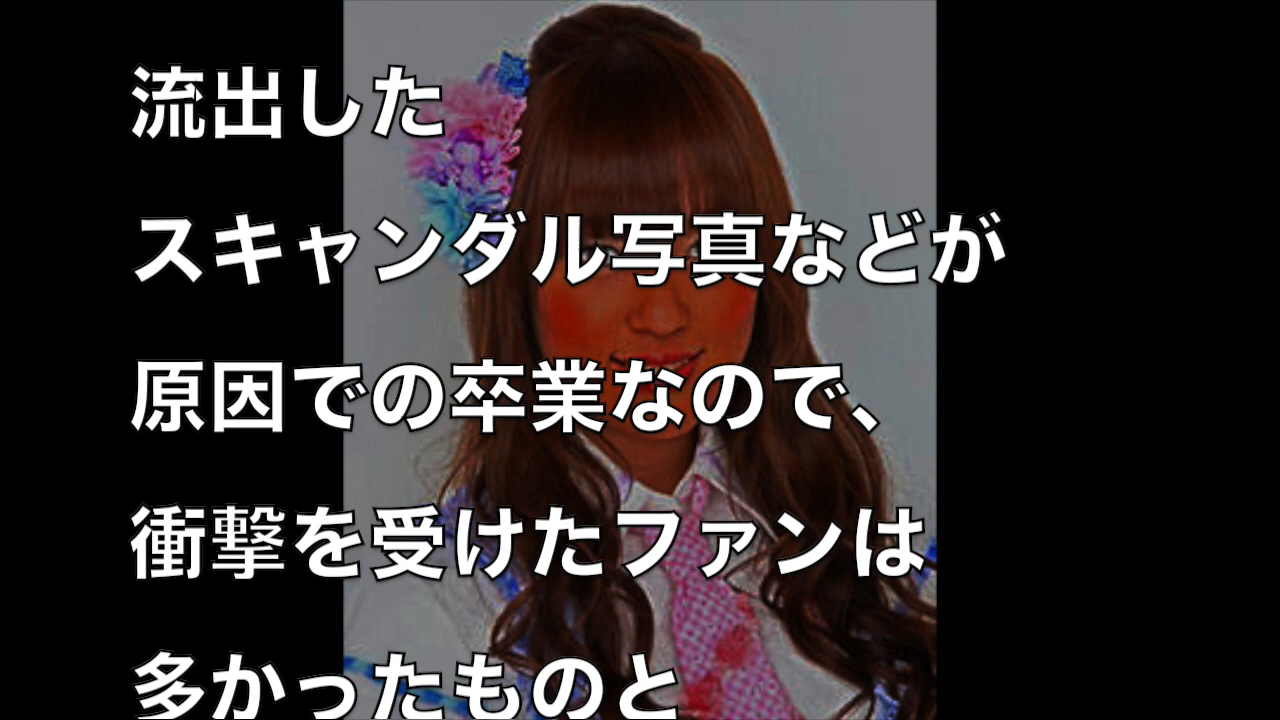 流出した
スキャンダル写真などが
原因での卒業なので、
衝撃を受けたファンは
多かったものと